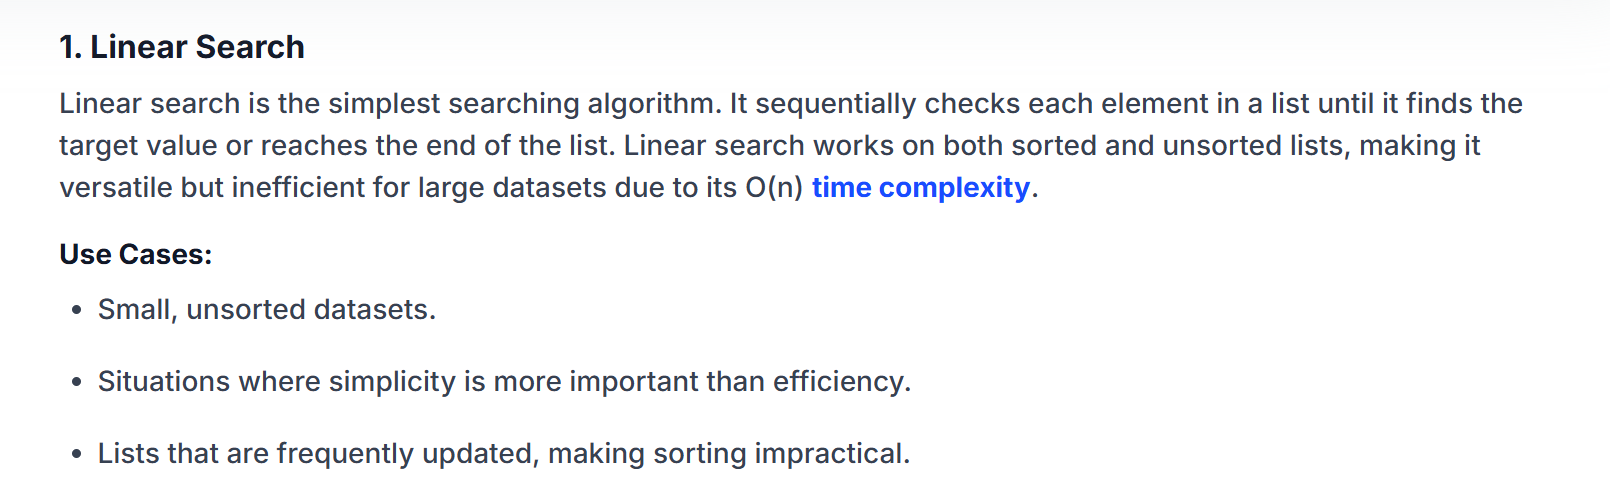 1. Linear Search
Linear search is the simplest searching algorithm. It sequentially checks each element in a list until it finds the
target value or reaches the end of the list. Linear search works on both sorted and unsorted lists, making it
versatile but inefficient for large datasets due to its O(n) time complexity.
Use Cases:
• Small, unsorted datasets.
• Situations where simplicity is more important than efficiency.
• Lists that are frequently updated, making sorting impractical.